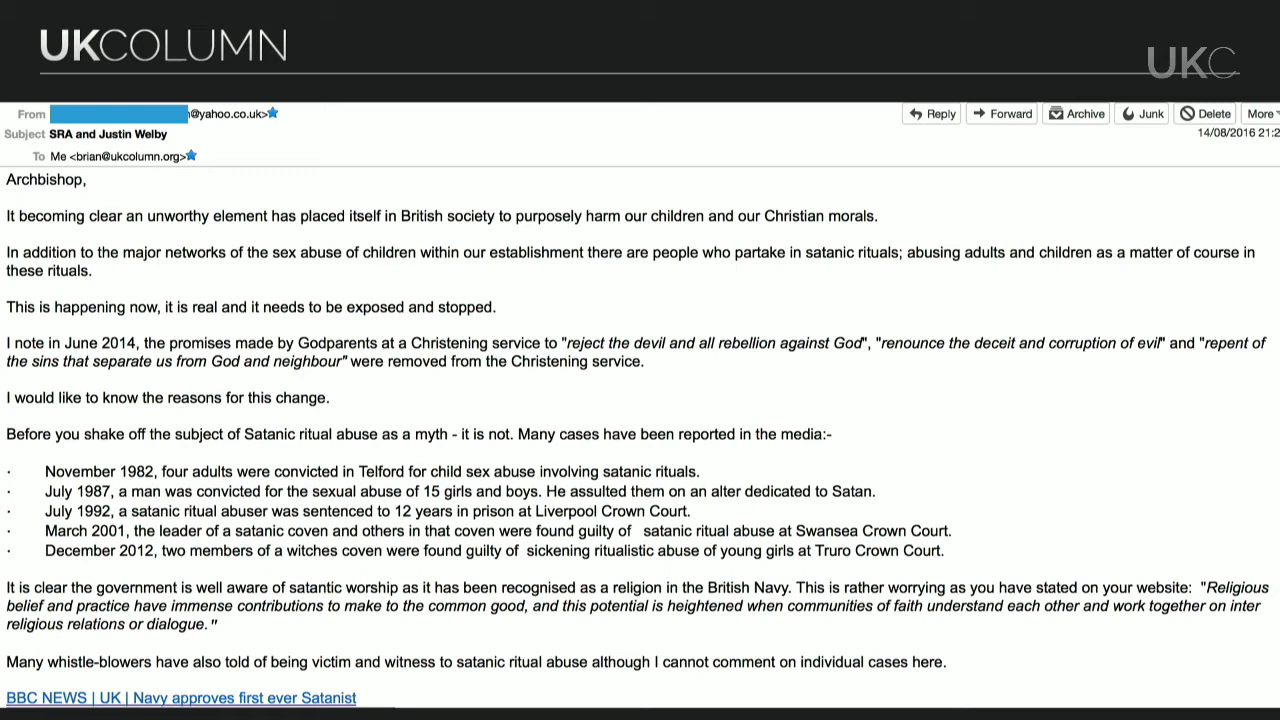 UKCOLUMN
UKC
From @yahoo.co.uk>
Reply Forward Archive Junk Delete More
Subject SRA and Justin Welby
14/08/2016 21:2
To Me <brian@ukcolumn.org>
Archbishop,
It becoming clear an unworthy element has placed itself in British society to purposely harm our children and our Christian morals.
In addition to the major networks of the sex abuse of children within our establishment there are people who partake in satanic rituals; abusing adults and children as a matter of course in
these rituals.
This is happening now, it is real and it needs to be exposed and stopped.
I note in June 2014, the promises made by Godparents at a Christening service to "reject the devil and all rebellion against God", "renounce the deceit and corruption of evil" and "repent of
the sins that separate us from God and neighbour" were removed from the Christening service.
I would like to know the reasons for this change.
Before you shake off the subject of Satanic ritual abuse as a myth - it is not. Many cases have been reported in the media:-
· November 1982, four adults were convicted in Telford for child sex abuse involving satanic rituals.
· July 1987, a man was convicted for the sexual abuse of 15 girls and boys. He assulted them on an alter dedicated to Satan.
· July 1992, a satanic ritual abuser was sentenced to 12 years in prison at Liverpool Crown Court.
· March 2001, the leader of a satanic coven and others in that coven were found guilty of satanic ritual abuse at Swansea Crown Court.
· December 2012, two members of a witches coven were found guilty of sickening ritualistic abuse of young girls at Truro Crown Court.
It is clear the government is well aware of satantic worship as it has been recognised as a religion in the British Navy. This is rather worrying as you have stated on your website: "Religious
belief and practice have immense contributions to make to the common good, and this potential is heightened when communities of faith understand each other and work together on inter
religious relations or dialogue."
Many whistle-blowers have also told of being victim and witness to satanic ritual abuse although I cannot comment on individual cases here.
BBC NEWS | UK | Navy approves first ever Satanist